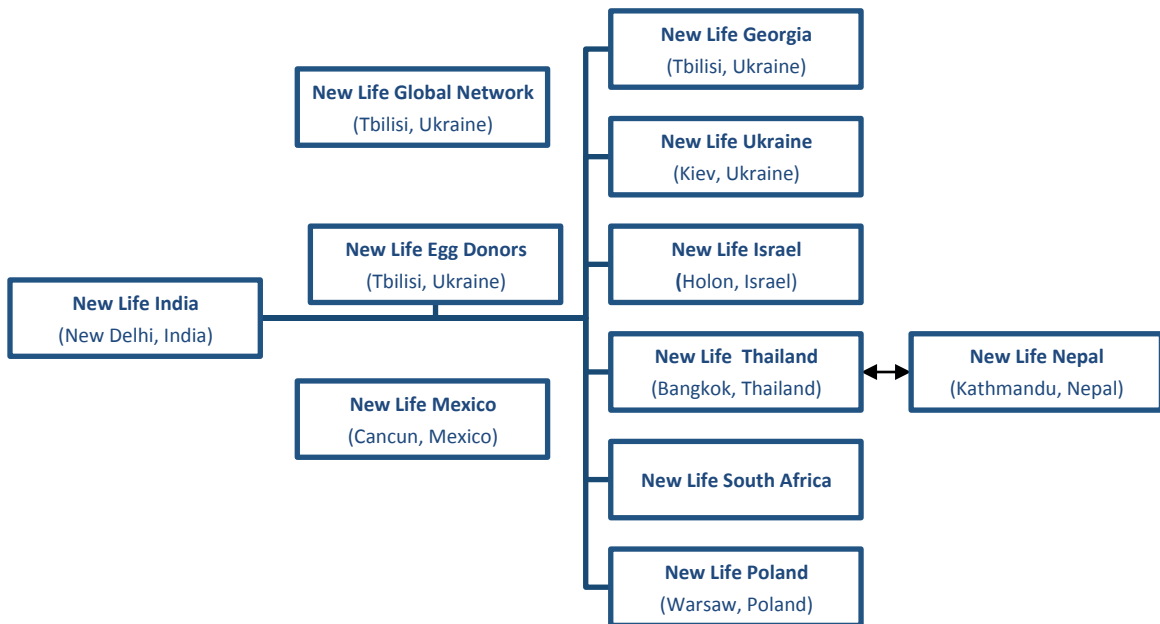 New Life Georgia
(Tbilisi, Ukraine)
New Life Global Network
(Tbilisi, Ukraine)
New Life Ukraine
(Kiev, Ukraine)
New Life Egg Donors
(Tbilisi, Ukraine)
New Life Israel
(Holon, Israel)
New Life India
(New Delhi, India)
New Life Thailand
(Bangkok, Thailand)
New Life Nepal
(Kathmandu, Nepal)
New Life Mexico
(Cancun, Mexico)
New Life South Africa
New Life Poland
(Warsaw, Poland)